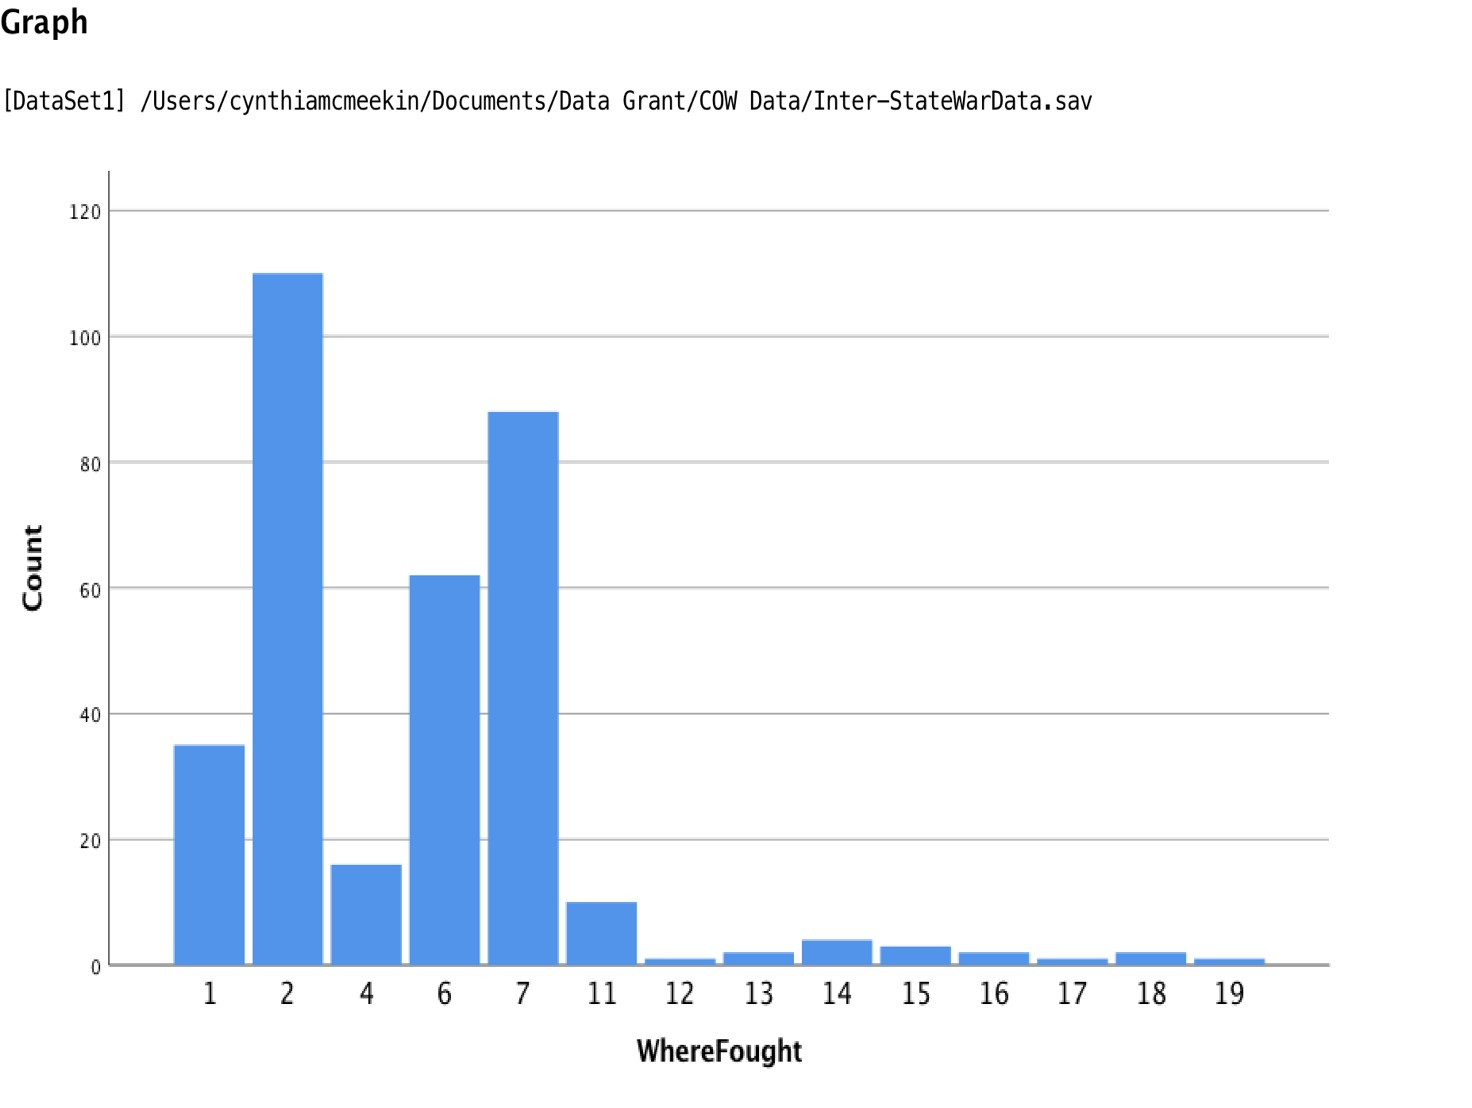 Graph
[DataSet1] /Users/cynthiamcmeekin/Documents/Data Grant/COW Data/Inter-StateWarData.sav
120
100
80
60
40
20
0
Count
1 2 4 6 7 11 12 13 14 15 16 17 18 19
WhereFought